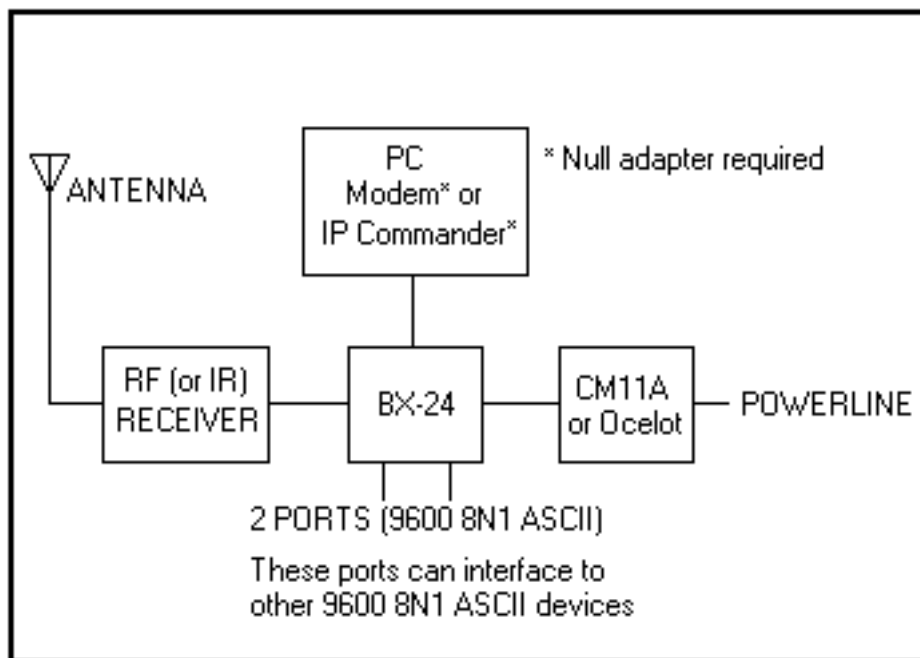 PC
Modem* or
IP Commander*
* Null adapter required
ANTENNA
RF (or IR)
RECEIVER
BX-24
CM11A
or Ocelot
POWERLINE
2 PORTS (9600 8N1 ASCII)
These ports can interface to
other 9600 8N1 ASCII devices